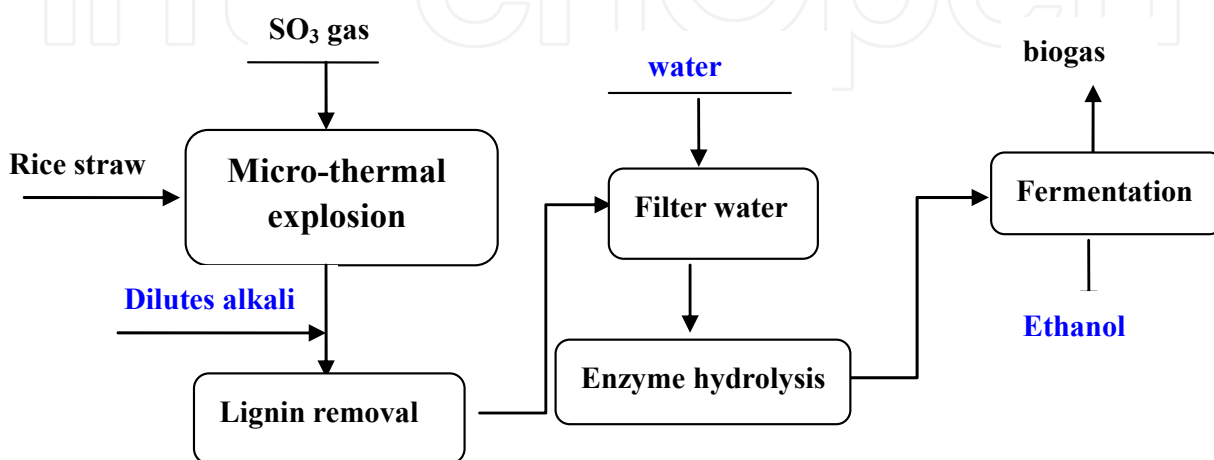 SO₃ gas
water
biogas
Rice straw
Micro-thermal
explosion
Filter water
Fermentation
Dilutes alkali
Ethanol
Enzyme hydrolysis
Lignin removal